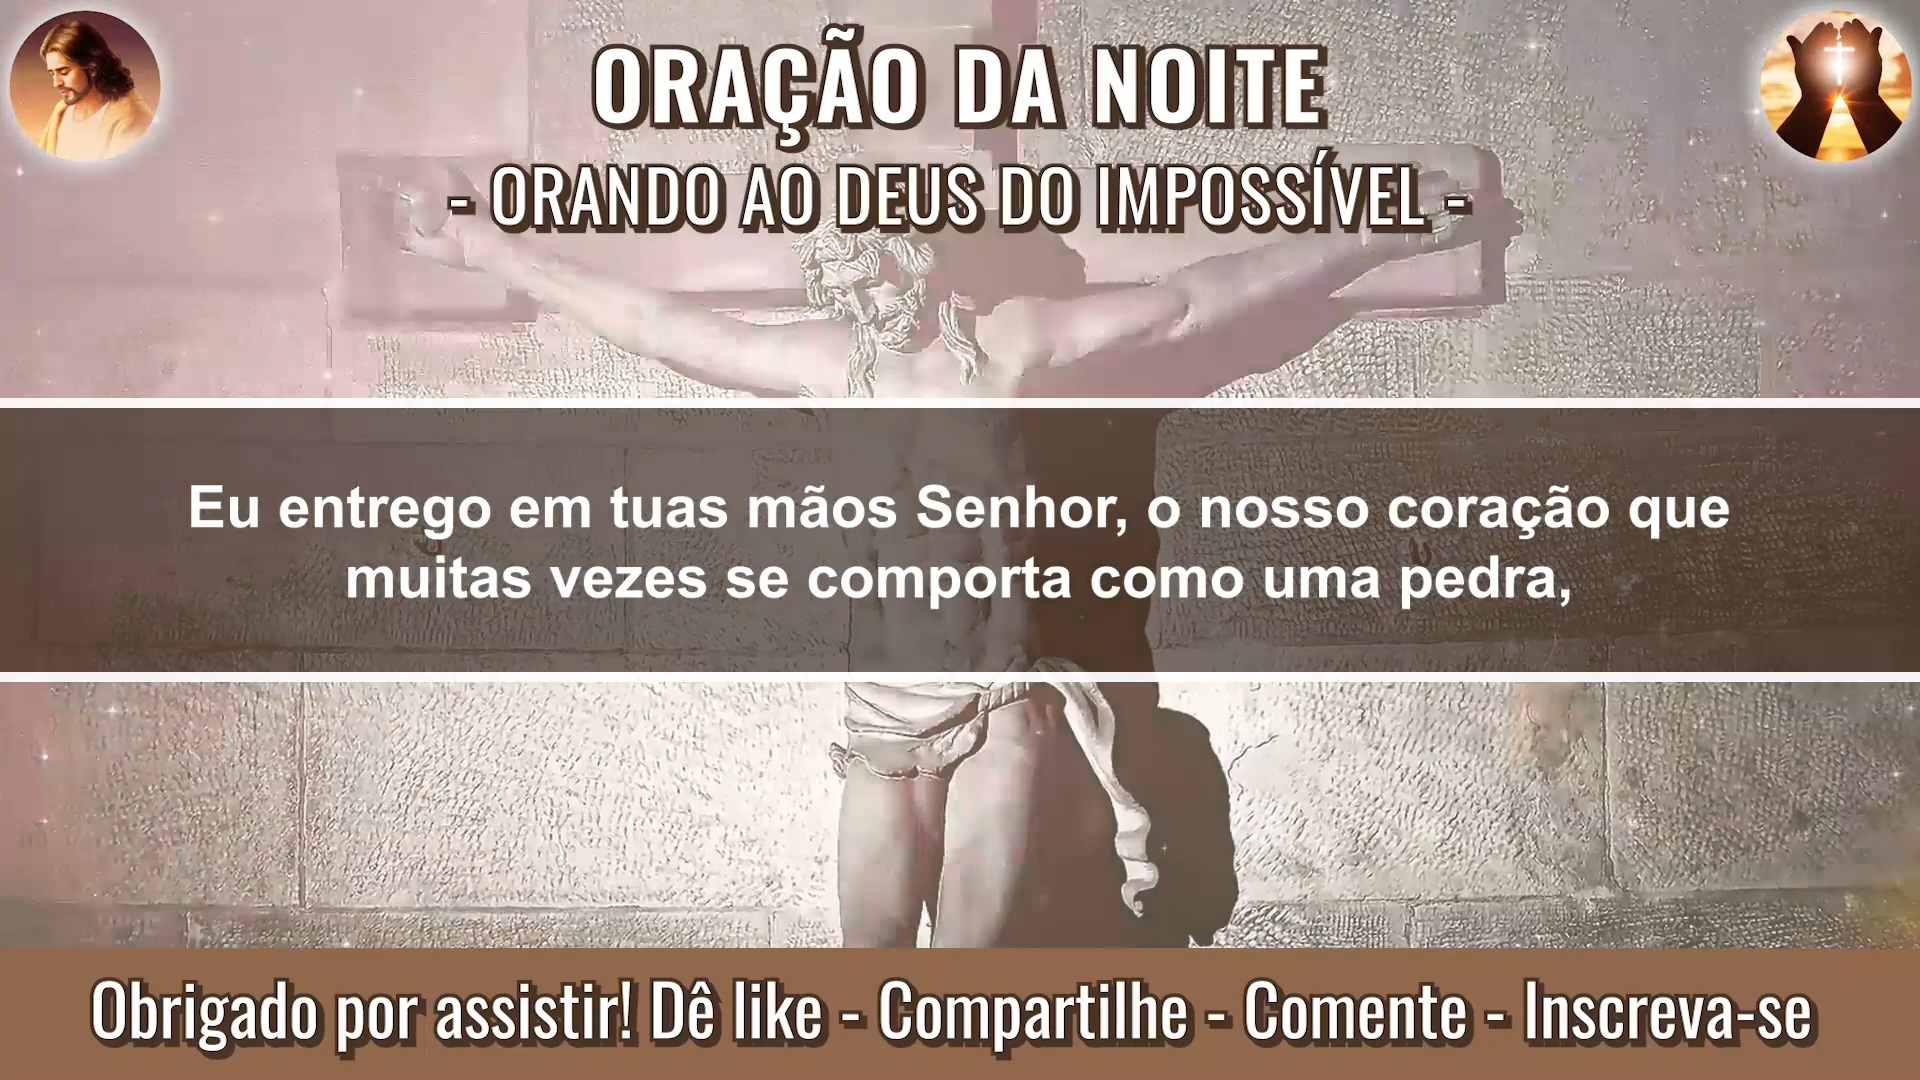 ORAÇÃO DA NOITE
- ORANDO AO DEUS DO IMPOSSÍVEL -
Eu entrego em tuas mãos Senhor, o nosso coração que
muitas vezes se comporta como uma pedra,
Obrigado por assistir! Dê like - Compartilhe - Comente - Inscreva-se